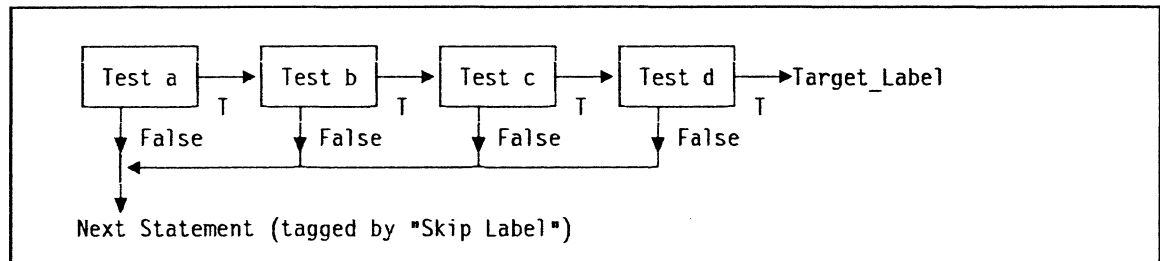 Test a Test b Test c Test d Target_Label
T T T T
False False False False
Next Statement (tagged by "Skip Label")